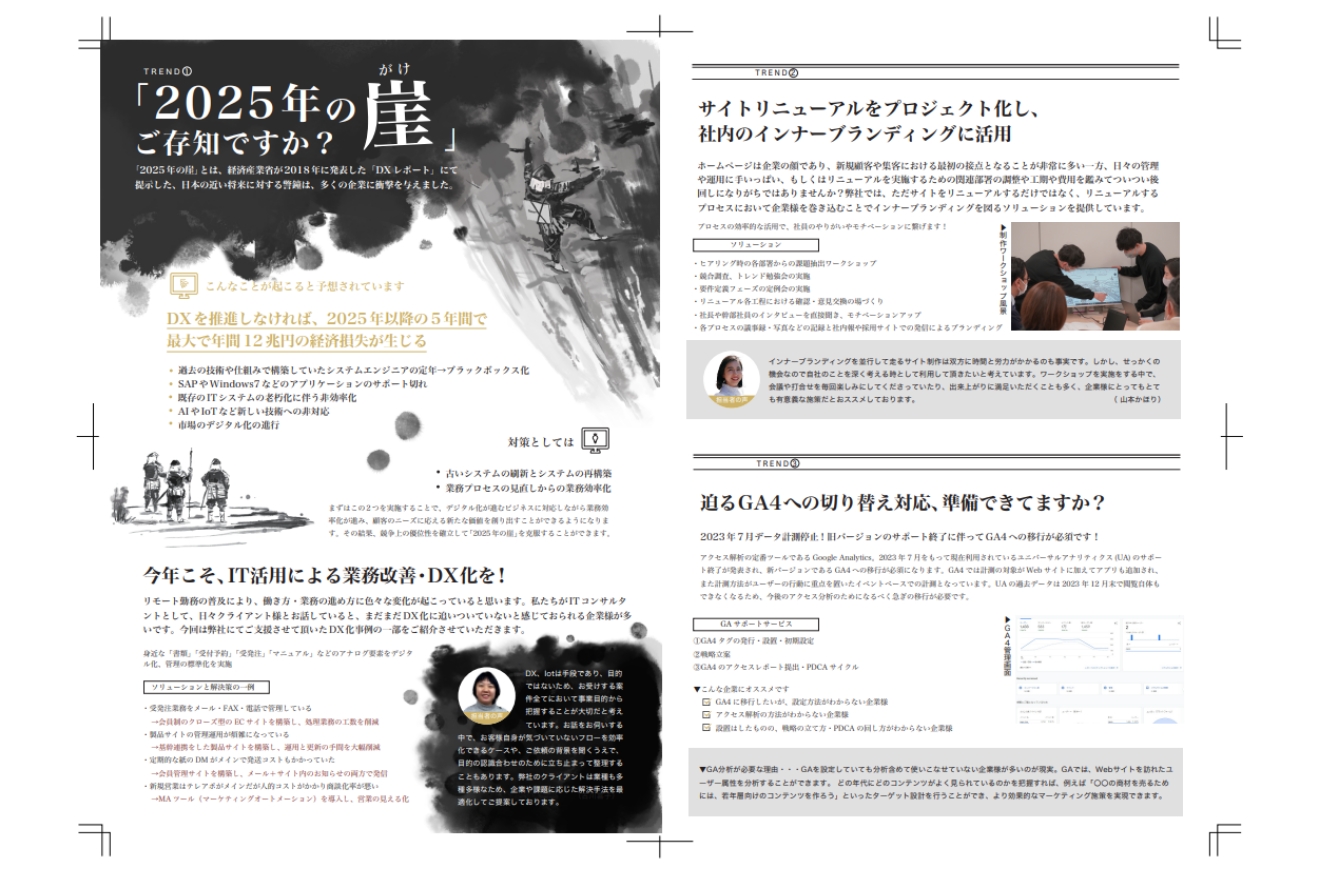 TREND①
がけ
「2025年の崖」
ご存知ですか？
「2025年の崖」とは、経済産業省が2018年に発表した「DXレポート」にて
提示した、日本の近い将来に対する警鐘は、多くの企業に衝撃を与えました。
こんなことが起こると予想されています
DXを推進しなければ、2025年以降の5年間で
最大で年間12兆円の経済損失が生じる
• 過去の技術や仕組みで構築していたシステムエンジニアの定年→ブラックボックス化
• SAPやWindows7などのアプリケーションのサポート切れ
• 既存のITシステムの老朽化に伴う非効率化
• AIやIoTなど新しい技術への非対応
• 市場のデジタル化の進行
対策としては
• 古いシステムの刷新とシステムの再構築
• 業務プロセスの見直しからの業務効率化
まずはこの2つを実施することで、デジタル化が進むビジネスに対応しながら業務効
率化が進み、顧客のニーズに応える新たな価値を創り出すことができるようになりま
す。その結果、競争上の優位性を確立して「2025年の崖」を克服することができます。
今年こそ、IT活用による業務改善・DX化を！
リモート勤務の普及により、働き方・業務の進め方に色々な変化が起こっていると思います。私たちがITコンサルタ
ントとして、日々クライアント様とお話していると、まだまだDX化に追いついていないと感じておられる企業様が多
いです。今回は弊社にてご支援させて頂いたDX化事例の一部をご紹介させていただきます。
身近な「書類」「受付予約」「受発注」「マニュアル」などのアナログ要素をデジタ
ル化、管理の標準化を実施
ソリューションと解決策の一例
・受発注業務をメール・FAX・電話で管理している
→会員制のクローズ型のECサイトを構築し、処理業務の工数を削減
・製品サイトの管理運用が煩雑になっている
→基幹連携をした製品サイトを構築し、運用と更新の手間を大幅削減
・定期的な紙のDMがメインで発送コストもかかっていた
→会員管理サイトを構築し、メール＋サイト内のお知らせの両方で発信
・新規営業はテレアポがメインだが人的コストがかかり商談化率が悪い
→MAツール（マーケティングオートメーション）を導入し、営業の見える化
担当者の声
DX、Iotは手段であり、目的
ではないため、お受けする案
件全てにおいて事業目的から
把握することが大切だと考え
ています。お話をお伺いする
中で、お客様自身が気づいていないフローを効率
化できるケースや、ご依頼の背景を聞くうえで、
目的の認識合わせのために立ち止まって整理する
こともあります。弊社のクライアントは業種も多
種多様なため、企業や課題に応じた解決手法を最
適化してご提案しております。
TREND②
サイトリニューアルをプロジェクト化し、
社内のインナーブランディングに活用
ホームページは企業の顔であり、新規顧客や集客における最初の接点となることが非常に多い一方、日々の管理
や運用に手いっぱい、もしくはリニューアルを実施するための関連部署の調整や工期や費用を鑑みてついつい後
回しになりがちではありませんか？弊社では、ただサイトをリニューアルするだけではなく、リニューアルする
プロセスにおいて企業様を巻き込むことでインナーブランディングを図るソリューションを提供しています。
プロセスの効率的な活用で、社員のやりがいやモチベーションに繋げます！
ソリューション
・ヒアリング時の各部署からの課題抽出ワークショップ
・競合調査、トレンド勉強会の実施
・要件定義フェーズの定例会の実施
・リニューアル各工程における確認・意見交換の場づくり
・社長や幹部社員のインタビューを直接聞き、モチベーションアップ
・各プロセスの議事録・写真などの記録と社内報や採用サイトでの発信によるブランディング
▼制作ワークショップ風景
担当者の声
インナーブランディングを並行して走るサイト制作は双方に時間と労力がかかるのも事実です。しかし、せっかくの
機会なので自社のことを深く考える時として利用して頂きたいと考えています。ワークショップを実施をする中で、
会議や打合せを毎回楽しみにしてくださっていたり、出来上がりに満足いただくことも多く、企業様にとってもとて
も有意義な施策だとおススメしております。
（ 山本かほり）
TREND③
迫るGA4への切り替え対応、準備できてますか？
2023年7月データ計測停止！旧バージョンのサポート終了に伴ってGA4への移行が必須です！
アクセス解析の定番ツールであるGoogle Analytics。2023年7月をもって現在利用されているユニバーサルアナリティクス(UA)のサポー
ト終了が発表され、新バージョンであるGA4への移行が必須になります。GA4では計測の対象がWebサイトに加えてアプリも追加され、
また計測方法がユーザーの行動に重点を置いたイベントベースでの計測となっています。UAの過去データは2023年12月末で閲覧自体も
できなくなるため、今後のアクセス分析のためになるべく急ぎの移行が必要です。
GAサポートサービス
①GA4タグの発行・設置・初期設定
②戦略立案
③GA4のアクセスレポート提出・PDCAサイクル
▼こんな企業にオススメです
GA4に移行したいが、設定方法がわからない企業様
アクセス解析の方法がわからない企業様
設置はしたものの、戦略の立て方・PDCAの回し方がわからない企業様
▼GA4管理画面
▼GA分析が必要な理由・・・GAを設定していても分析含めて使いこなせていない企業様が多いのが現実。GAでは、Webサイトを訪れたユ
ーザー属性を分析することができます。 どの年代にどのコンテンツがよく見られているのかを把握すれば、例えば「〇〇の商材を売るため
には、若年層向けのコンテンツを作ろう」といったターゲット設計を行うことができ、より効果的なマーケティング施策を実現できます。